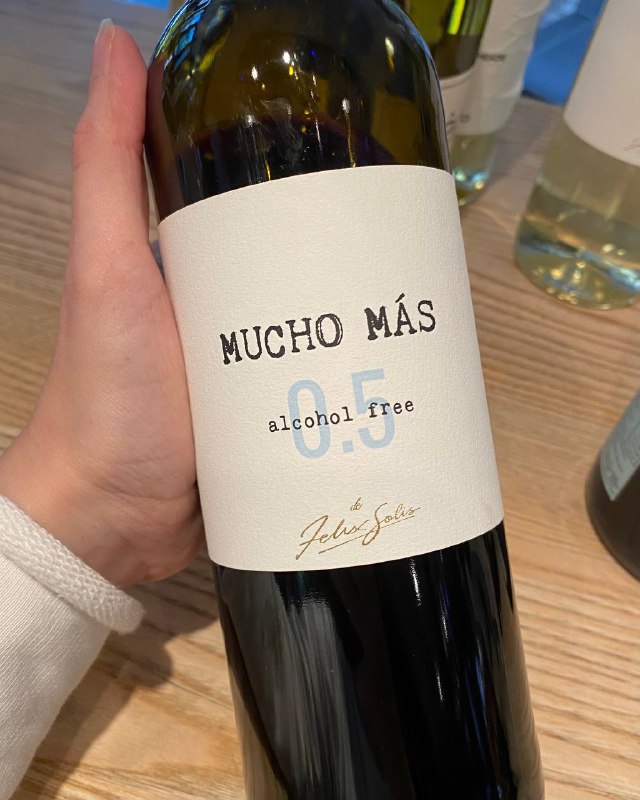 MUCHO MÁS
0.5
alcohol free
de
Felix Solis